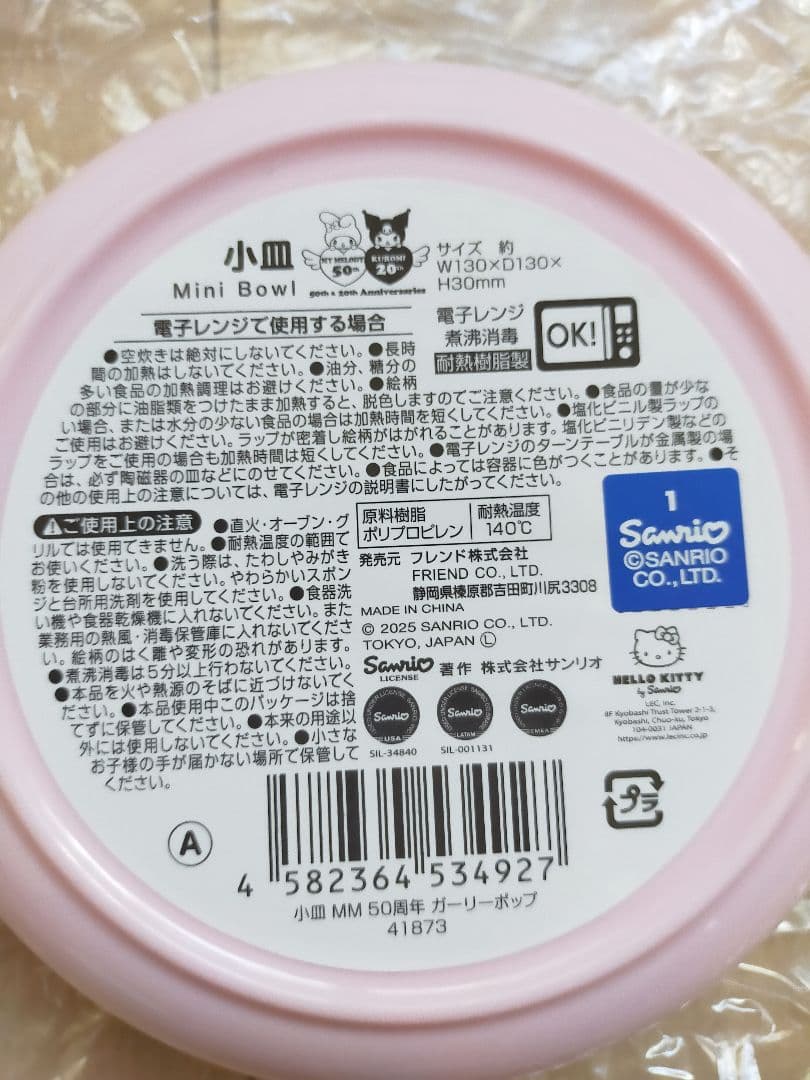 小皿
Mini Bowl
MY MELODY
50th
KUROMI
20th
50th & 20th Anniversaries
サイズ 約
W130×D130×
H30mm
電子レンジで使用する場合
●空炊きは絶対にしないでください。●長時
間の加熱はしないでください。●油分、糖分の
多い食品の加熱調理はお避けください。●絵柄
の部分に油脂類をつけたまま加熱すると、脱色しますのでご注意ください。●食品の量が少な
い場合、または水分の少ない食品の場合は加熱時間を短くしてください。●塩化ビニル製ラップの
ご使用はお避けください。ラップが密着し絵柄がはがれることがあります。塩化ビニリデン製などの
ラップをご使用の場合も加熱時間は短くしてください。●電子レンジのターンテーブルが金属製の場
合は、必ず陶磁器の皿などにのせてください。●食品によっては容器に色がつくことがあります。●そ
の他の使用上の注意については、電子レンジの説明書にしたがってください。
電子レンジ
煮沸消毒
耐熱樹脂製
OK!
⚠ご使用上の注意
●直火・オーブン・グ
リルでは使用できません。●耐熱温度の範囲で
お使いください。●洗う際は、たわしやみがき
粉を使用しないでください。やわらかいスポン
ジと台所用洗剤を使用してください。●食器洗
い機や食器乾燥機に入れないでください。また
業務用の熱風・消毒保管庫に入れないでくださ
い。絵柄のはく離や変形の恐れがあります。
●煮沸消毒は5分以上行わないでください。
●本品を火や熱源のそばに近づけないでく
ださい。●本品使用中このパッケージは捨
てずに保管してください。●本来の用途以
外には使用しないでください。●小さな
お子様の手が届かない場所で保管して
ください。
原料樹脂
ポリプロピレン
耐熱温度
140℃
発売元 フレンド株式会社
FRIEND CO., LTD.
静岡県榛原郡吉田町川尻3308
MADE IN CHINA
© 2025 SANRIO CO., LTD.
TOKYO, JAPAN Ⓛ
Sanrio
LICENSE
著作 株式会社サンリオ
Sanrio
USA
SIL-34840
Sanrio
LATAM
SIL-001131
Sanrio
EMEA
1
Sanrio
©SANRIO
CO.,LTD.
HELLO KITTY
by Sanrio
LEC, Inc.
8F Kyobashi Trust Tower 2-1-3,
Kyobashi, Chuo-ku, Tokyo
104-0031 JAPAN
https://www.lecinc.co.jp
プラ
A
4 582364 534927
小皿 MM 50周年 ガーリーポップ
41873